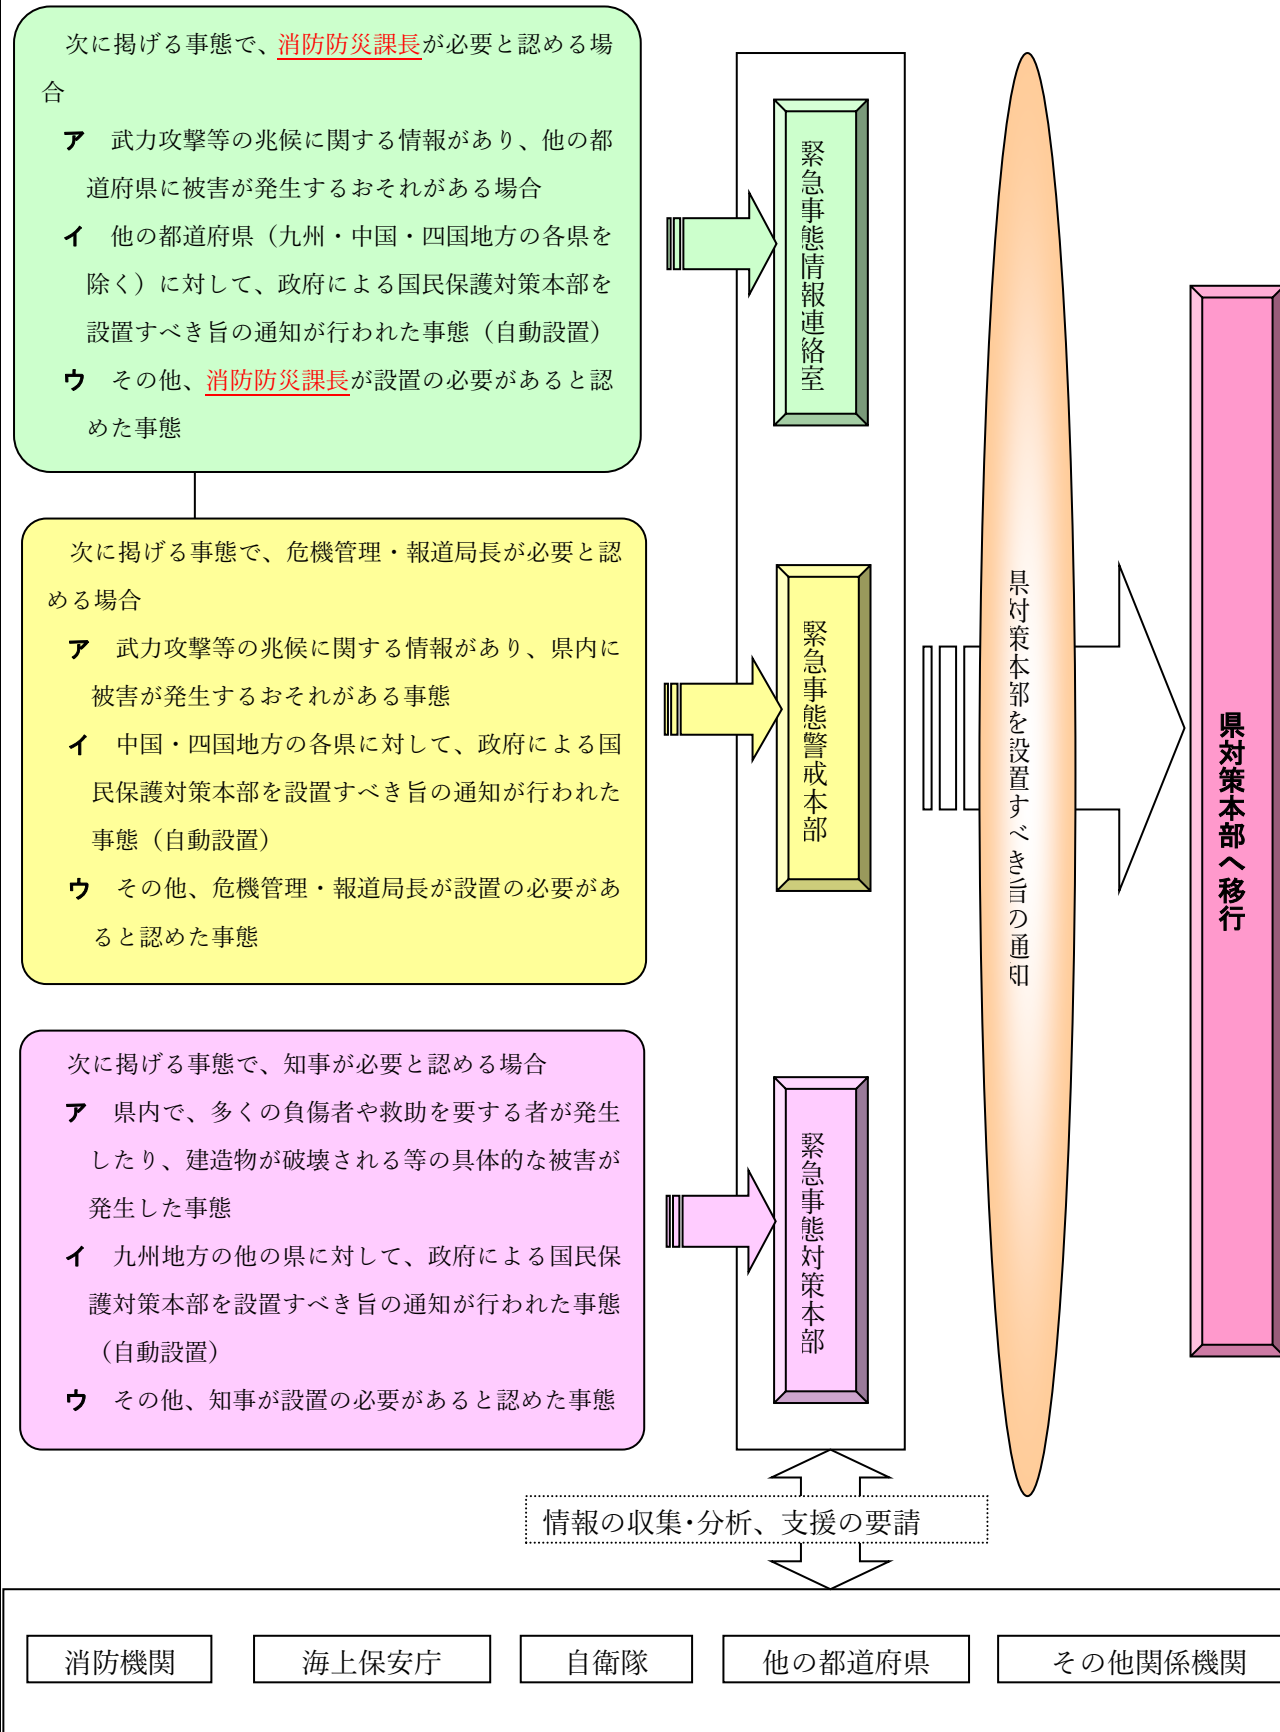 次に掲げる事態で、消防防災課長が必要と認める場
合
ア　武力攻撃等の兆候に関する情報があり、他の都
道府県に被害が発生するおそれがある場合
イ　他の都道府県（九州・中国・四国地方の各県を
除く）に対して、政府による国民保護対策本部を
設置すべき旨の通知が行われた事態（自動設置）
ウ　その他、消防防災課長が設置の必要があると認
めた事態
緊急事態情報連絡室
次に掲げる事態で、危機管理・報道局長が必要と認
める場合
ア　武力攻撃等の兆候に関する情報があり、県内に
被害が発生するおそれがある事態
イ　中国・四国地方の各県に対して、政府による国
民保護対策本部を設置すべき旨の通知が行われた
事態（自動設置）
ウ　その他、危機管理・報道局長が設置の必要があ
ると認めた事態
緊急事態警戒本部
次に掲げる事態で、知事が必要と認める場合
ア　県内で、多くの負傷者や救助を要する者が発生
したり、建造物が破壊される等の具体的な被害が
発生した事態
イ　九州地方の他の県に対して、政府による国民保
護対策本部を設置すべき旨の通知が行われた事態
（自動設置）
ウ　その他、知事が設置の必要があると認めた事態
緊急事態対策本部
県対策本部を設置すべき旨の通知
県対策本部へ移行
情報の収集･分析、支援の要請
消防機関
海上保安庁
自衛隊
他の都道府県
その他関係機関